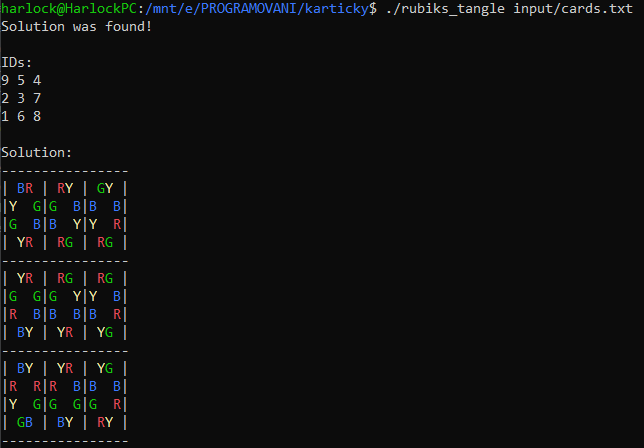 harlock@HarlockPC:/mnt/e/PROGRAMOVANI/karticky$ ./rubiks_tangle input/cards.txt
Solution was found!
IDs:
9 5 4
2 3 7
1 6 8
Solution:
----------------
| BR | RY | GY |
|Y  G|G  B|B  B|
|G  B|B  Y|Y  R|
| YR | RG | RG |
----------------
| YR | RG | RG |
|G  G|G  Y|Y  B|
|R  B|B  B|B  R|
| BY | YR | YG |
----------------
| BY | YR | YG |
|R  R|R  B|B  B|
|Y  G|G  G|G  R|
| GB | BY | RY |
----------------